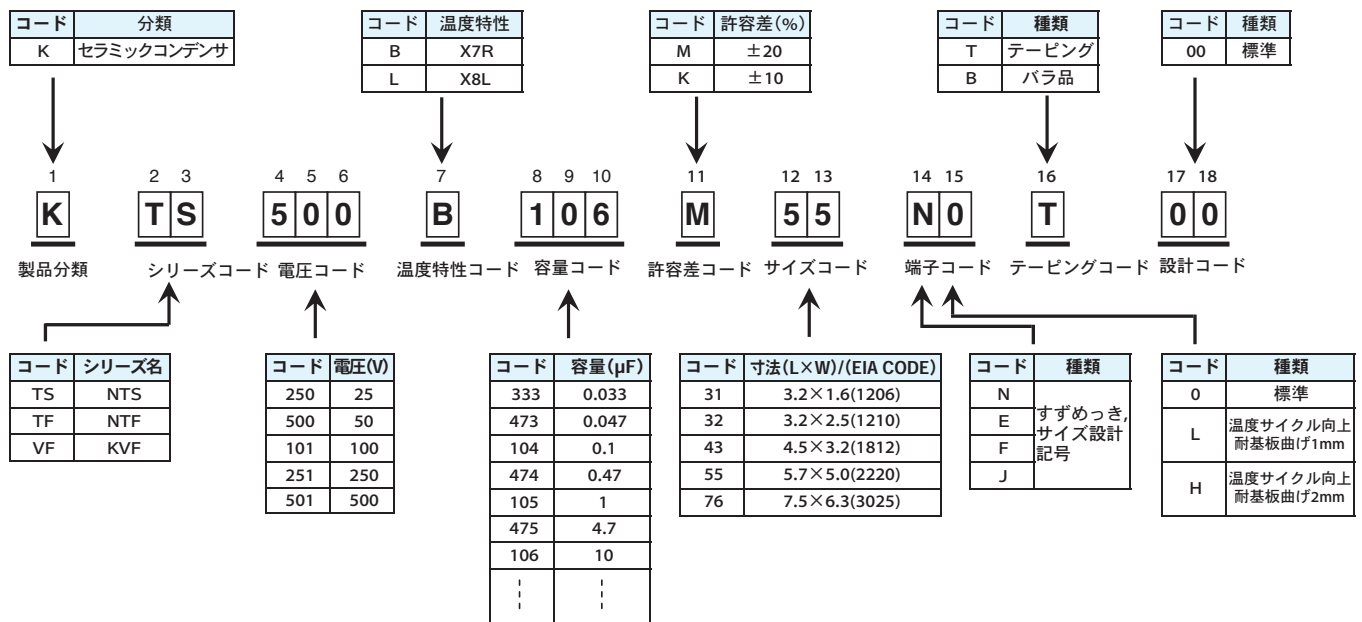 コード 分類
K セラミックコンデンサ
コード 温度特性
B X7R
L X8L
コード 許容差(%)
M ±20
K ±10
コード 種類
T テーピング
B バラ品
コード 種類
00 標準
1 2 3 4 5 6 7 8 9 10 11 12 13 14 15 16 17 18
K T S 5 0 0 B 1 0 6 M 5 5 N 0 T 0 0
製品分類 シリーズコード 電圧コード 温度特性コード 容量コード 許容差コード サイズコード 端子コード テーピングコード 設計コード
コード シリーズ名
TS NTS
TF NTF
VF KVF
コード 電圧(V)
250 25
500 50
101 100
251 250
501 500
コード 容量(μF)
333 0.033
473 0.047
104 0.1
474 0.47
105 1
475 4.7
106 10
コード 寸法(L×W)/(EIA CODE)
31 3.2×1.6(1206)
32 3.2×2.5(1210)
43 4.5×3.2(1812)
55 5.7×5.0(2220)
76 7.5×6.3(3025)
コード 種類
N
E
F
J
すずめっき,
サイズ設計
記号
コード 種類
0 標準
L 温度サイクル向上
耐基板曲げ1mm
H 温度サイクル向上
耐基板曲げ2mm